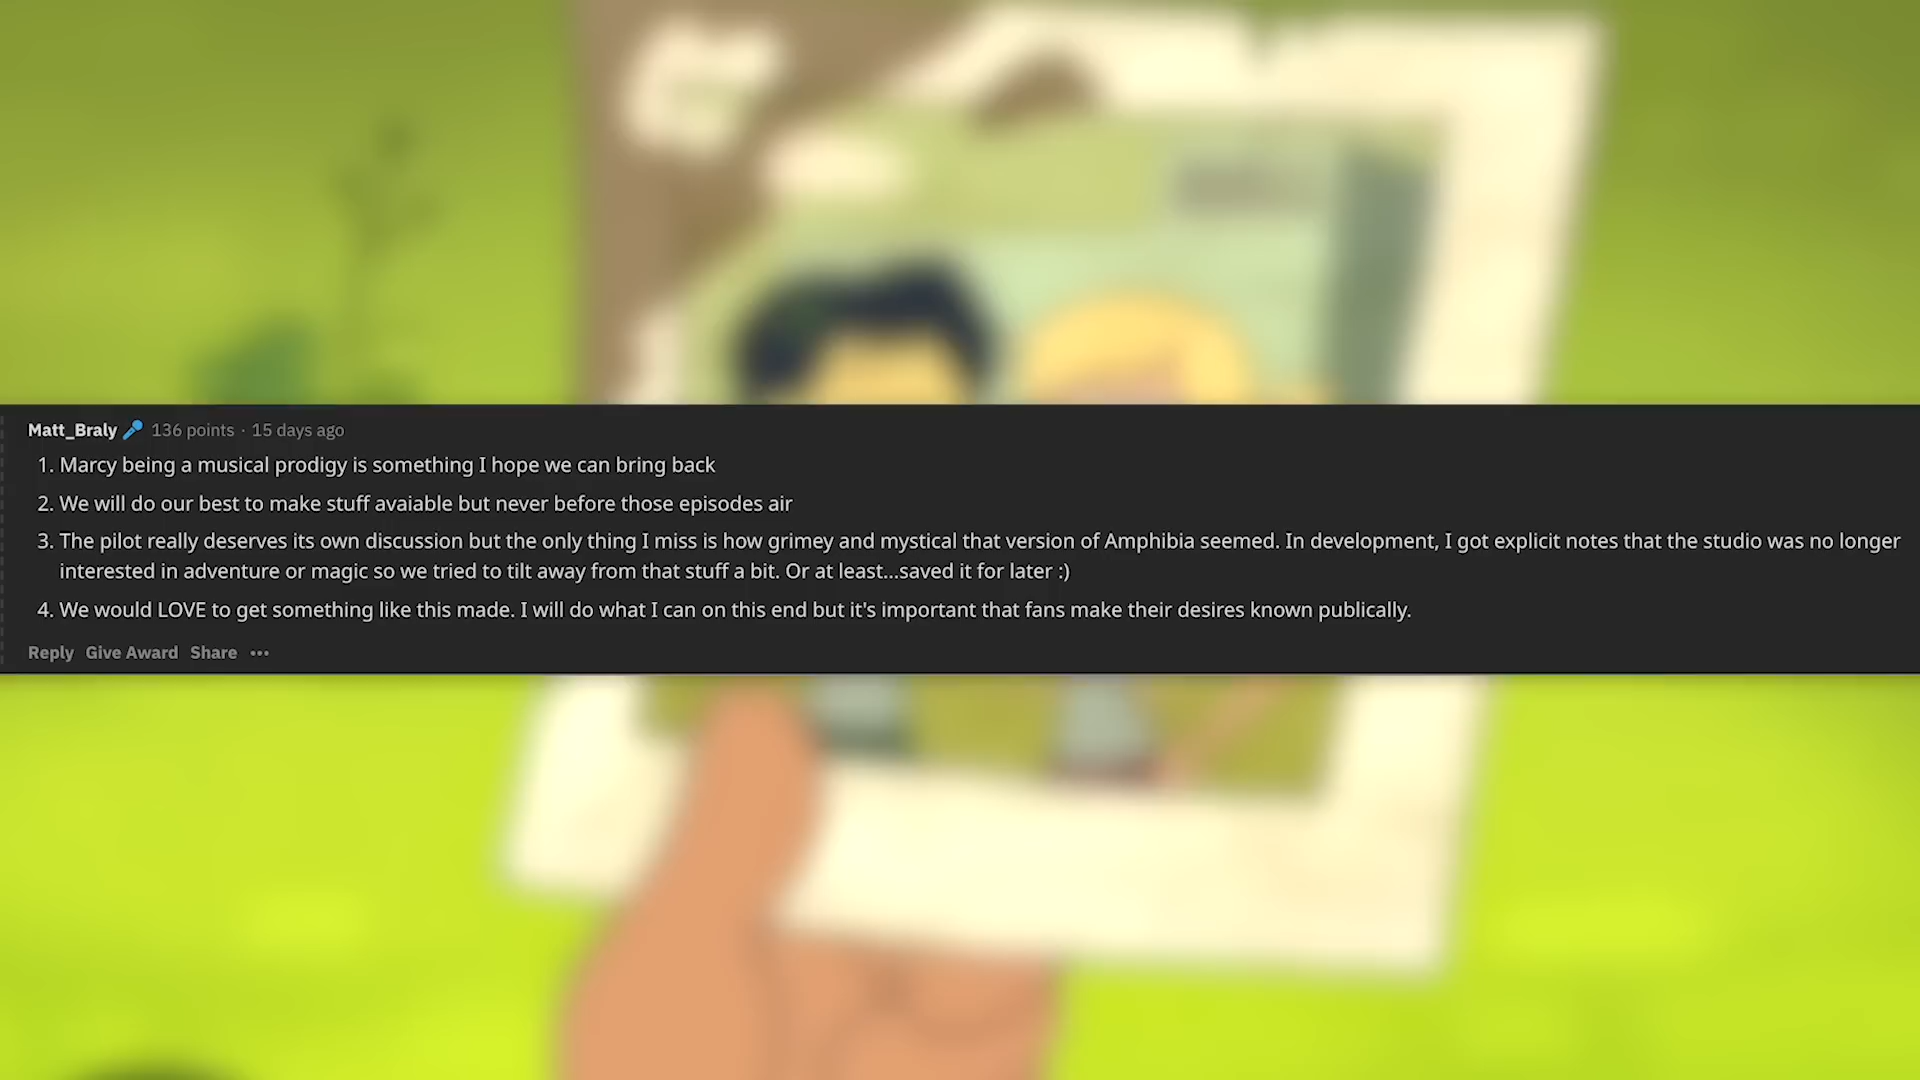 Matt_Braly 136 points · 15 days ago
1. Marcy being a musical prodigy is something I hope we can bring back
2. We will do our best to make stuff avaiable but never before those episodes air
3. The pilot really deserves its own discussion but the only thing I miss is how grimey and mystical that version of Amphibia seemed. In development, I got explicit notes that the studio was no longer
interested in adventure or magic so we tried to tilt away from that stuff a bit. Or at least...saved it for later :)
4. We would LOVE to get something like this made. I will do what I can on this end but it's important that fans make their desires known publically.
Reply Give Award Share •••